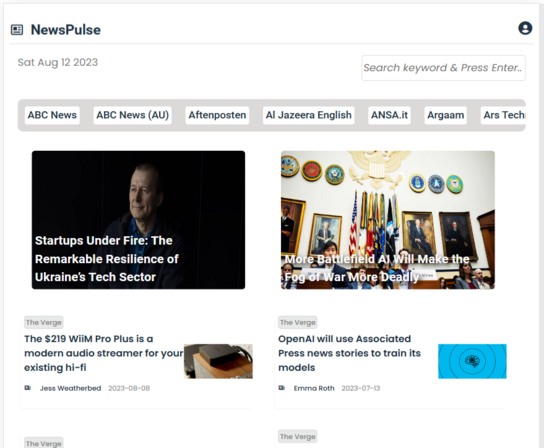 NewsPulse
Sat Aug 12 2023
Search keyword & Press Enter..
ABC News ABC News (AU) Aftenposten Al Jazeera English ANSA.it Argaam Ars Tech
Startups Under Fire: The
Remarkable Resilience of
Ukraine's Tech Sector
More Battlefield AI Will Make the
Fog of War More Deadly
The Verge
The $219 WiiM Pro Plus is a
modern audio streamer for your
existing hi-fi
Jess Weatherbed 2023-08-08
The Verge
OpenAI will use Associated
Press news stories to train its
models
Emma Roth 2023-07-13
The Verge
The Verge